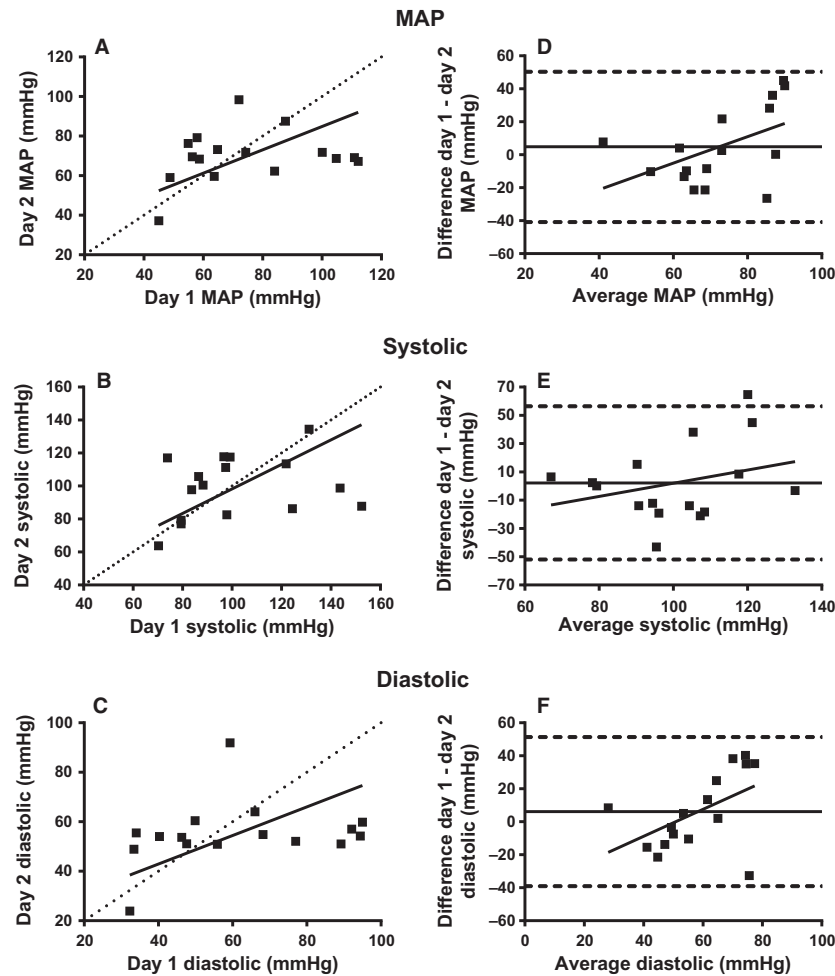 MAP
A
Day 2 MAP (mmHg)
120
100
80
60
40
20
20 40 60 80 100 120
Day 1 MAP (mmHg)
D
Difference day 1 - day 2
MAP (mmHg)
60
40
20
0
–20
–40
–60
20 40 60 80 100
Average MAP (mmHg)
Systolic
B
Day 2 systolic (mmHg)
160
140
120
100
80
60
40
40 60 80 100 120 140 160
Day 1 systolic (mmHg)
E
Difference day 1 - day 2
systolic (mmHg)
70
50
30
10
–10
–30
–50
–70
60 80 100 120 140
Average systolic (mmHg)
Diastolic
C
Day 2 diastolic (mmHg)
100
80
60
40
20
20 40 60 80 100
Day 1 diastolic (mmHg)
F
Difference day 1 - day 2
diastolic (mmHg)
60
40
20
0
–20
–40
–60
0 20 40 60 80 100
Average diastolic (mmHg)